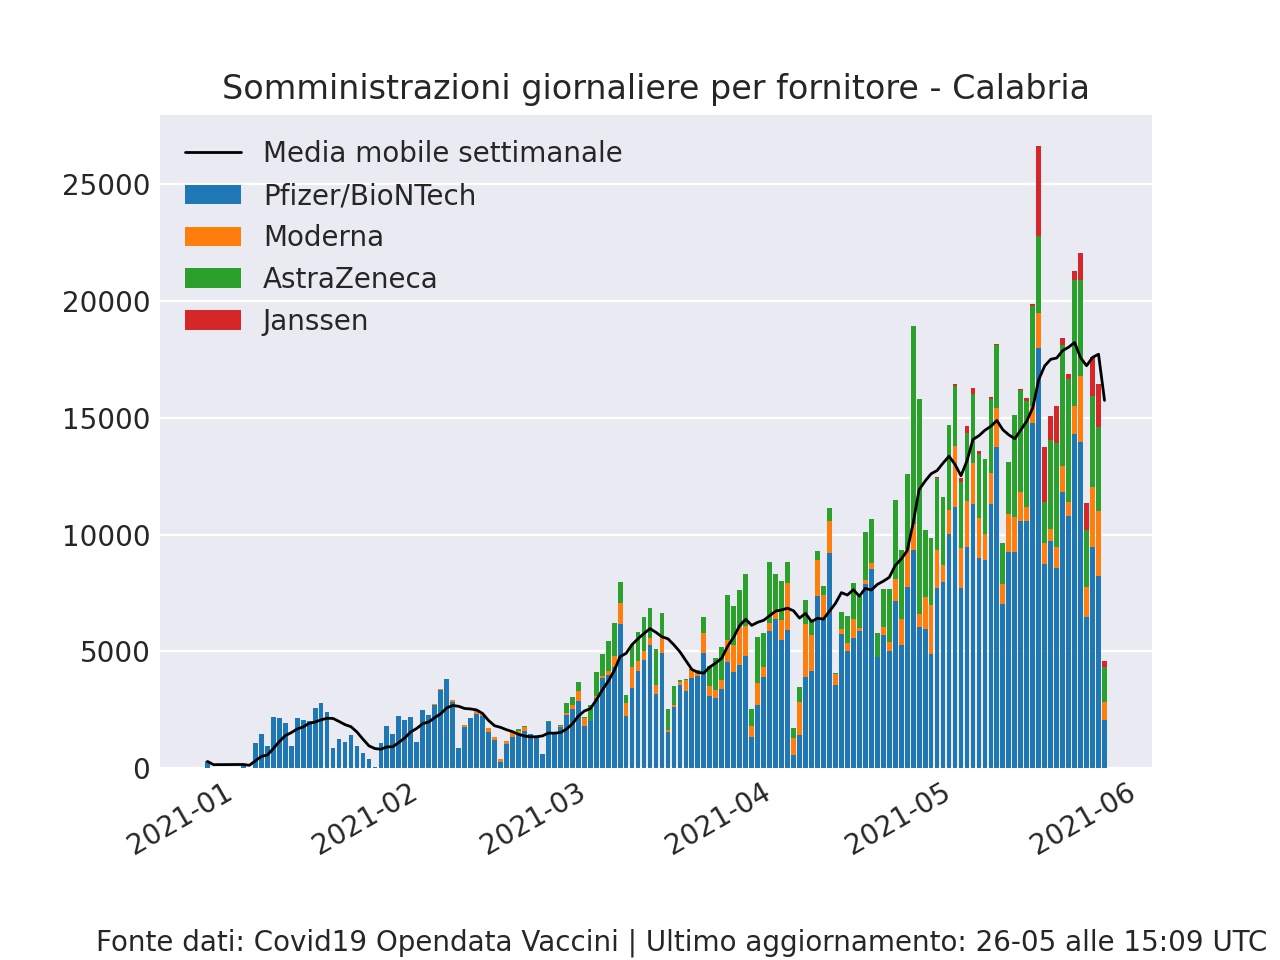 Somministrazioni giornaliere per fornitore - Calabria
Media mobile settimanale
Pfizer/BioNTech
Moderna
AstraZeneca
Janssen
25000
20000
15000
10000
5000
0
2021-01
2021-02
2021-03
2021-04
2021-05
2021-06
Fonte dati: Covid19 Opendata Vaccini | Ultimo aggiornamento: 26-05 alle 15:09 UTC